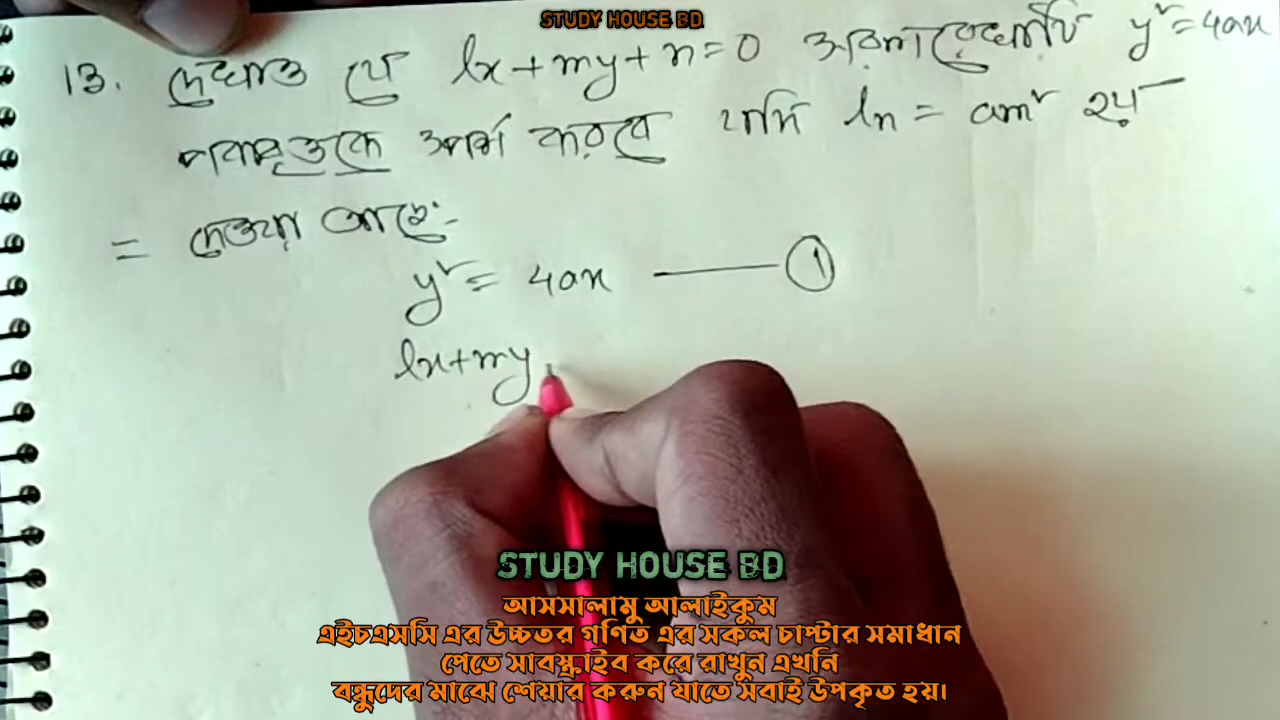 STUDY HOUSE BD
13. দেখাও যে lx+my+n=0 সরলরেখাটি y²=4ax
পরাবৃত্তকে স্পর্শ করবে যদি ln = am² হয়
= দেওয়া আছে:-
y² = 4ax —— ①
lx+my
STUDY HOUSE BD
আসসালামু আলাইকুম
এইচএসসি এর উচ্চতর গণিত এর সকল চাপ্টার সমাধান
পেতে সাবস্ক্রাইব করে রাখুন এখনি
বন্ধুদের মাঝে শেয়ার করুন যাতে সবাই উপকৃত হয়।